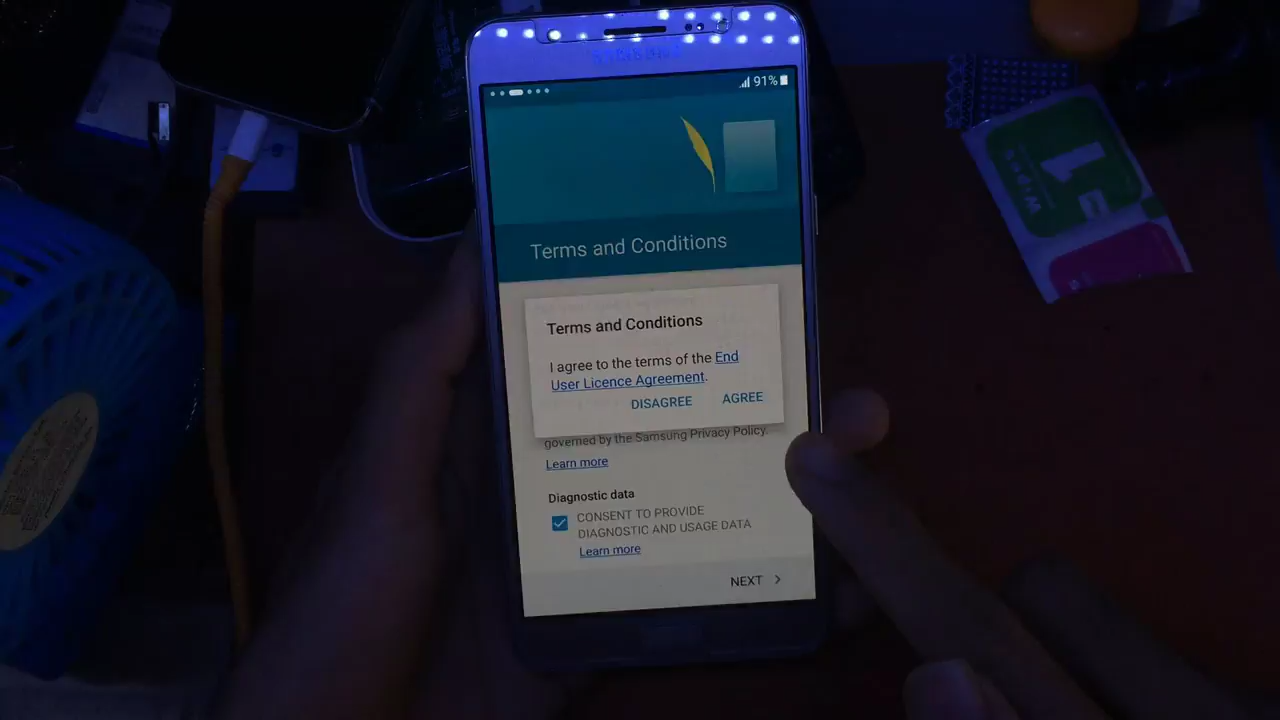 SAMSUNG
91%
Terms and Conditions
Terms and Conditions
I agree to the terms of the End
User Licence Agreement.
DISAGREE AGREE
governed by the Samsung Privacy Policy.
Learn more
Diagnostic data
CONSENT TO PROVIDE
DIAGNOSTIC AND USAGE DATA
Learn more
NEXT >
1